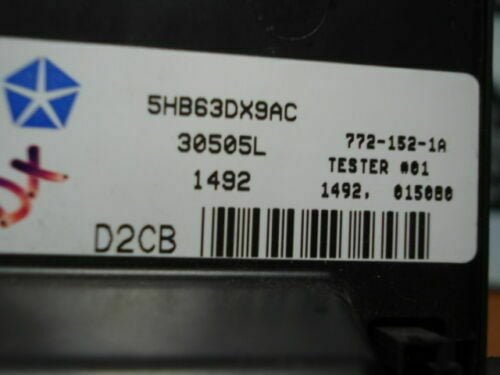 5HB63DX9AC
30505L
1492
772-152-1A
TESTER #01
1492, 015080
D2CB